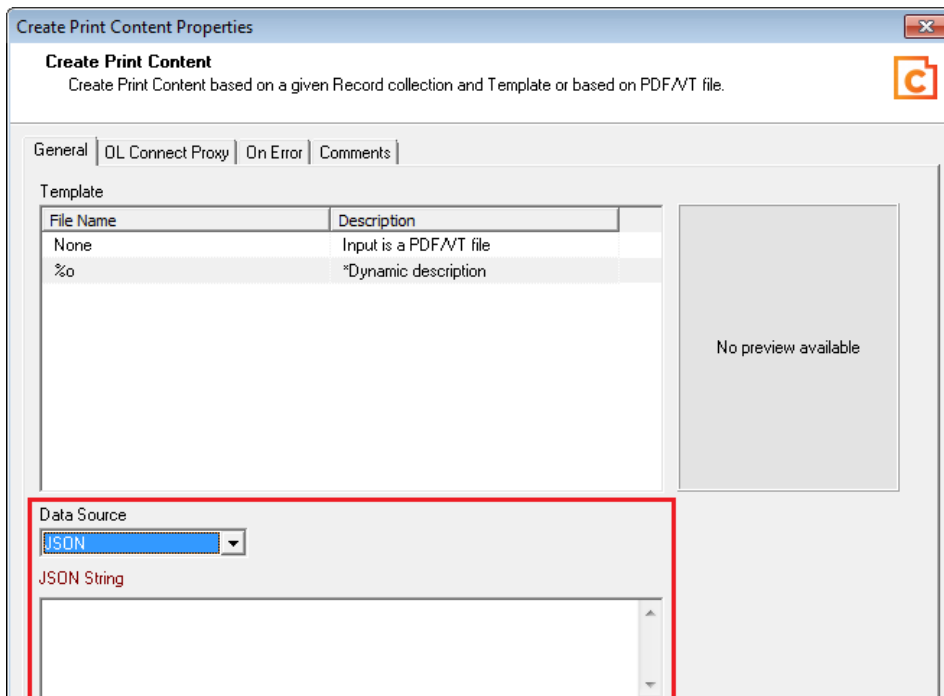 Create Print Content Properties
Create Print Content
Create Print Content based on a given Record collection and Template or based on PDF/VT file.
General OL Connect Proxy On Error Comments
Template
File Name Description
None Input is a PDF/VT file
%o *Dynamic description
No preview available
Data Source
JSON
JSON String